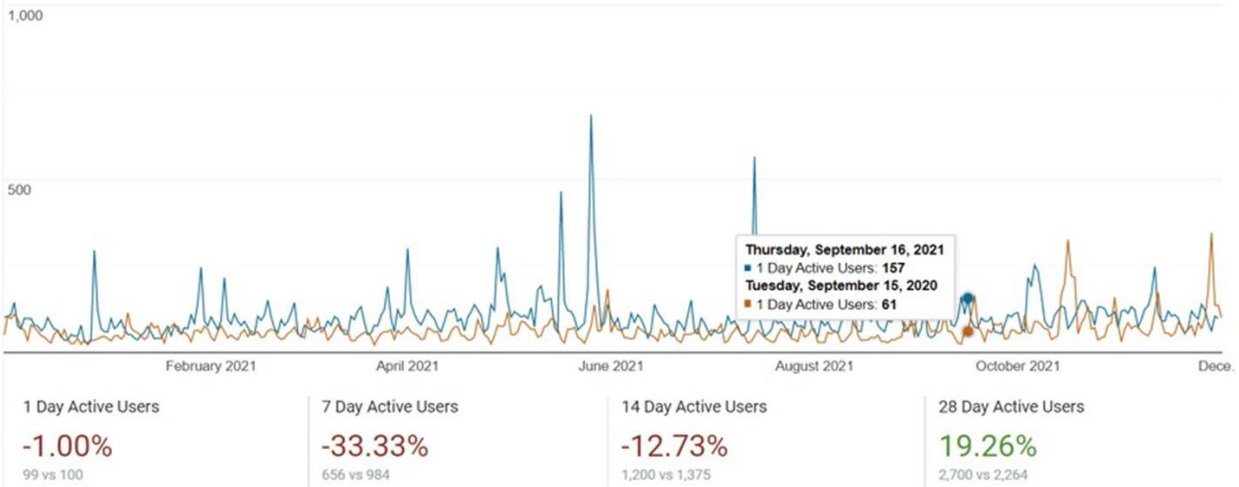 1,000
500
Thursday, September 16, 2021
1 Day Active Users: 157
Tuesday, September 15, 2020
1 Day Active Users: 61
February 2021 April 2021 June 2021 August 2021 October 2021 Dece.
1 Day Active Users 7 Day Active Users 14 Day Active Users 28 Day Active Users
-1.00% -33.33% -12.73% 19.26%
99 vs 100 656 vs 984 1,200 vs 1,375 2,700 vs 2,264